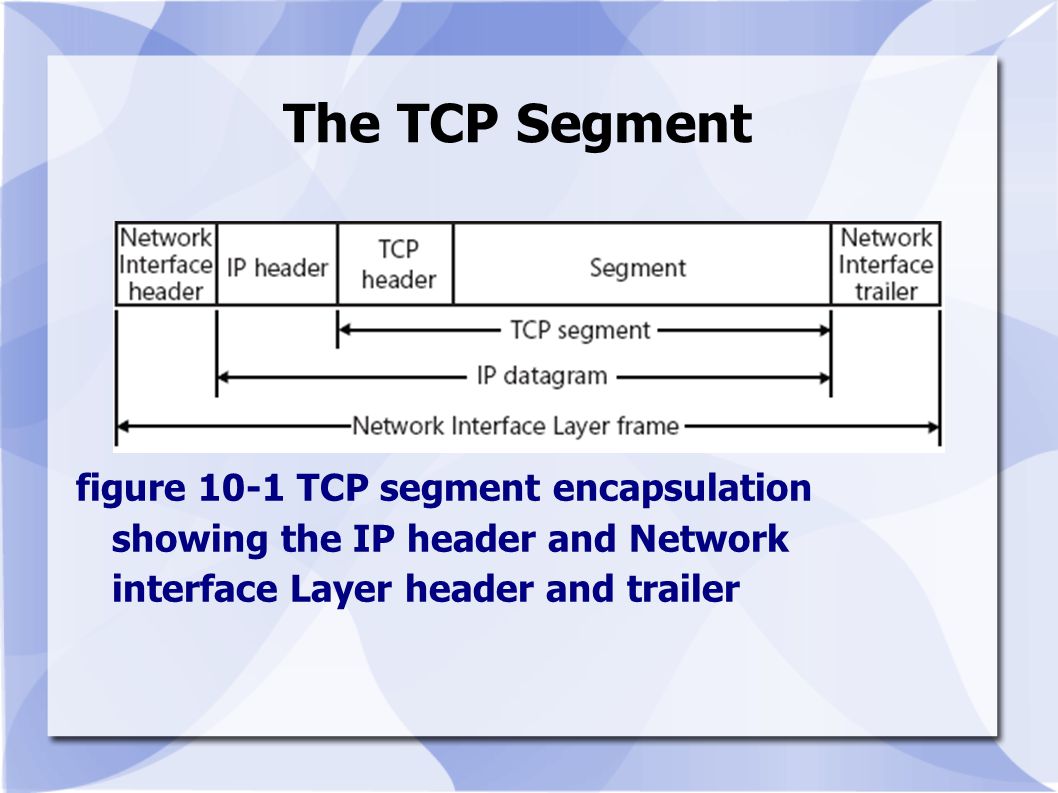 The TCP Segment
Network
Interface
header
IP header
TCP
header
Segment
Network
Interface
trailer
TCP segment
IP datagram
Network Interface Layer frame
figure 10-1 TCP segment encapsulation
showing the IP header and Network
interface Layer header and trailer